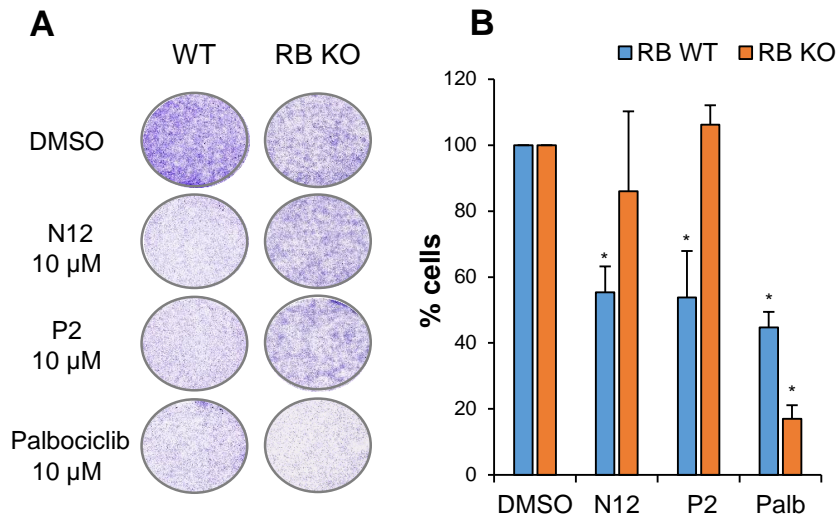 A
WT
RB KO
DMSO
N12
10 µM
P2
10 µM
Palbociclib
10 µM
B
RB WT
RB KO
% cells
120
100
80
60
40
20
0
*
*
*
*
DMSO
N12
P2
Palb